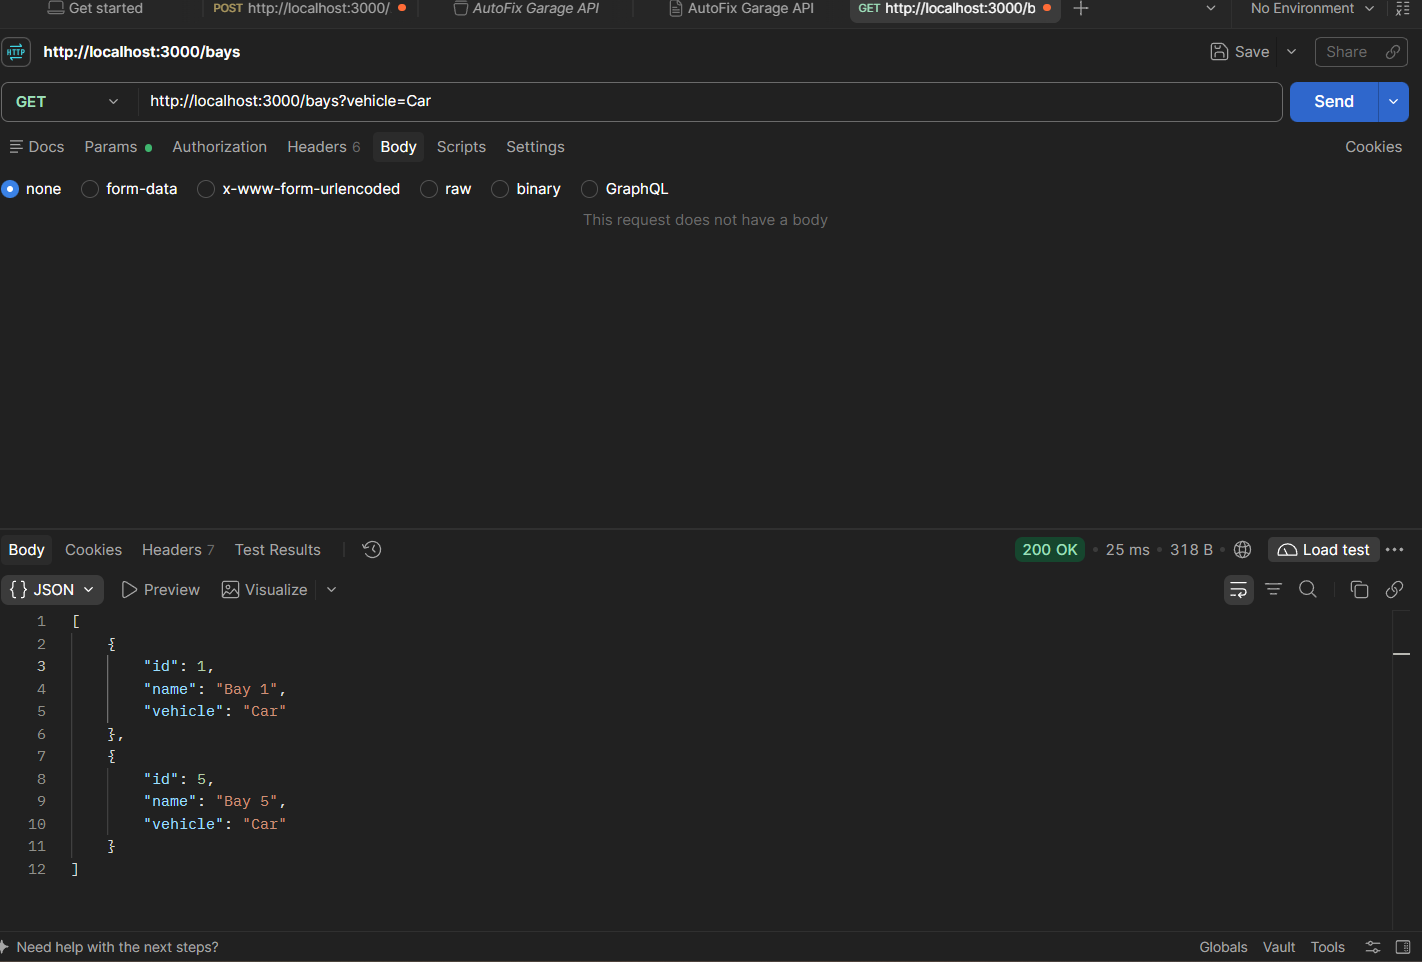 Get started POST http://localhost:3000/ AutoFix Garage API AutoFix Garage API GET http://localhost:3000/b No Environment
HTTP http://localhost:3000/bays Save Share
GET http://localhost:3000/bays?vehicle=Car Send
Docs Params Authorization Headers 6 Body Scripts Settings Cookies
none form-data x-www-form-urlencoded raw binary GraphQL
This request does not have a body
Body Cookies Headers 7 Test Results 200 OK 25 ms 318 B Load test
{} JSON Preview Visualize
1 [
2 {
3 "id": 1,
4 "name": "Bay 1",
5 "vehicle": "Car"
6 },
7 {
8 "id": 5,
9 "name": "Bay 5",
10 "vehicle": "Car"
11 }
12 ]
Need help with the next steps? Globals Vault Tools